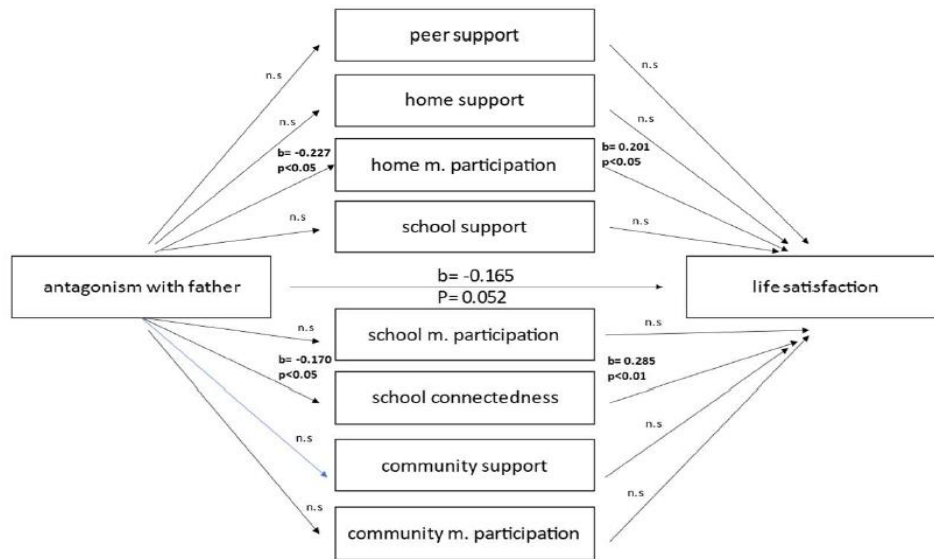 peer support
n.s
n.s
home support
n.s
n.s
b= -0.227
p<0.05
b= 0.201
p<0.05
home m. participation
n.s
school support
n.s
antagonism with father
b= -0.165
P= 0.052
life satisfaction
n.s
school m. participation
n.s
b= -0.170
p<0.05
b= 0.285
p<0.01
school connectedness
n.s
n.s
community support
n.s
n.s
community m. participation